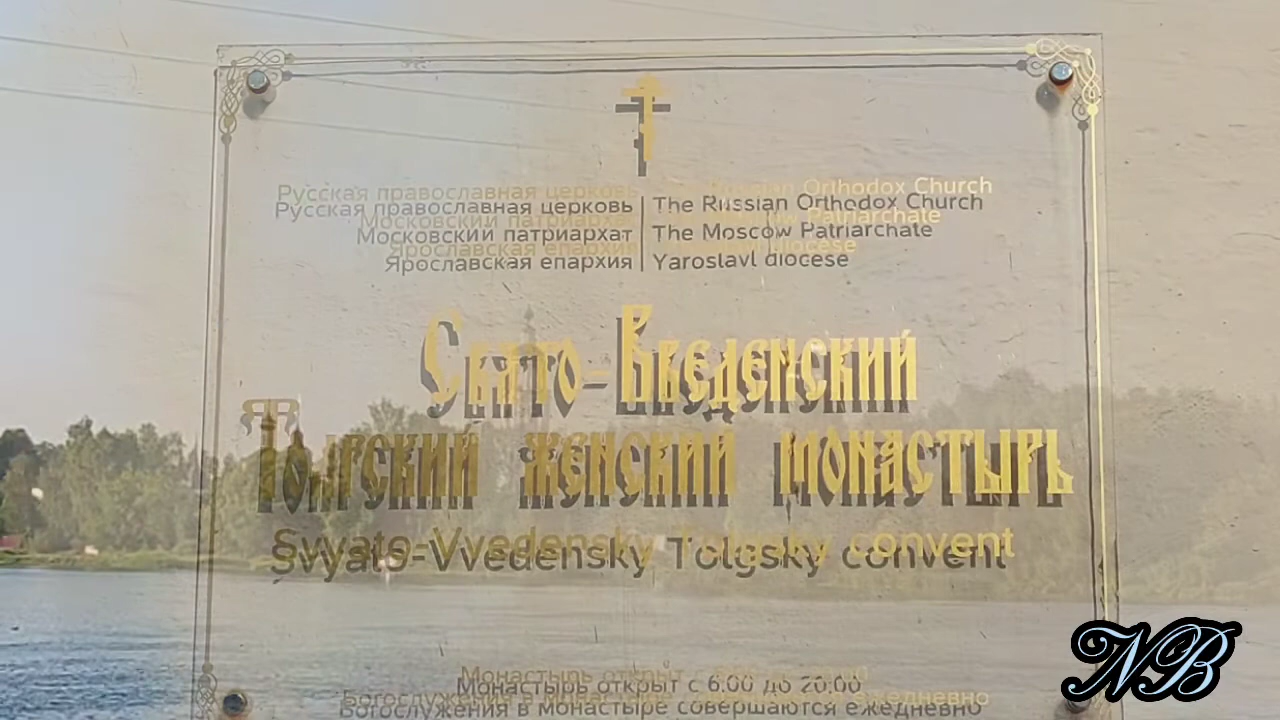 Русская православная церковь | The Russian Orthodox Church
Московский патриархат | The Moscow Patriarchate
Ярославская епархия | Yaroslavl diocese
Свято-Введенский
Толгский женский монастырь
Svyato-Vvedensky Tolgsky convent
Монастырь открыт с 6.00 до 20:00
Богослужения в монастыре совершаются ежедневно
NB